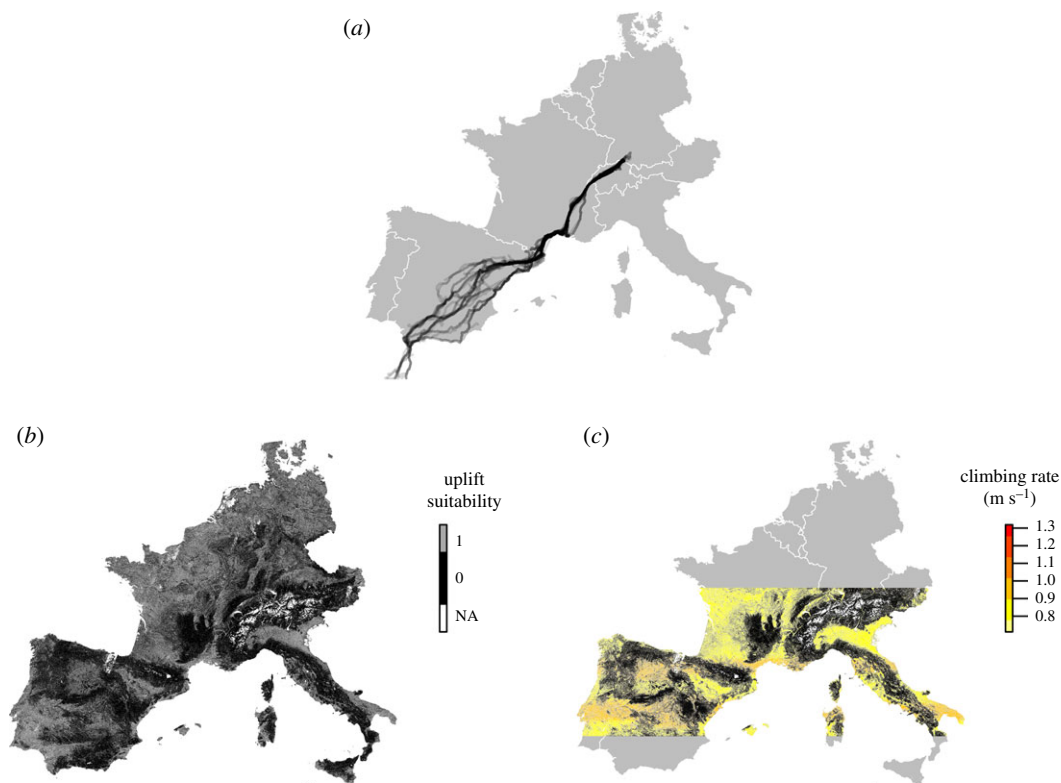 (a)
(b)
uplift
suitability
1
0
NA
(c)
climbing rate
(m s–1)
1.3
1.2
1.1
1.0
0.9
0.8